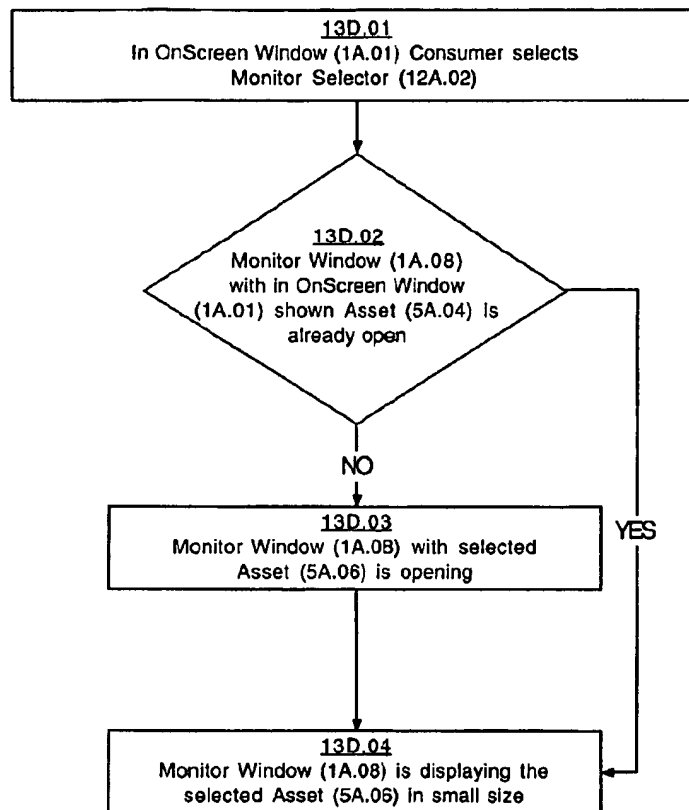 13D.01
In OnScreen Window (1A.01) Consumer selects
Monitor Selector (12A.02)
13D.02
Monitor Window (1A.08)
with in OnScreen Window
(1A.01) shown Asset (5A.04) is
already open
NO
YES
13D.03
Monitor Window (1A.08) with selected
Asset (5A.06) is opening
13D.04
Monitor Window (1A.08) is displaying the
selected Asset (5A.06) in small size